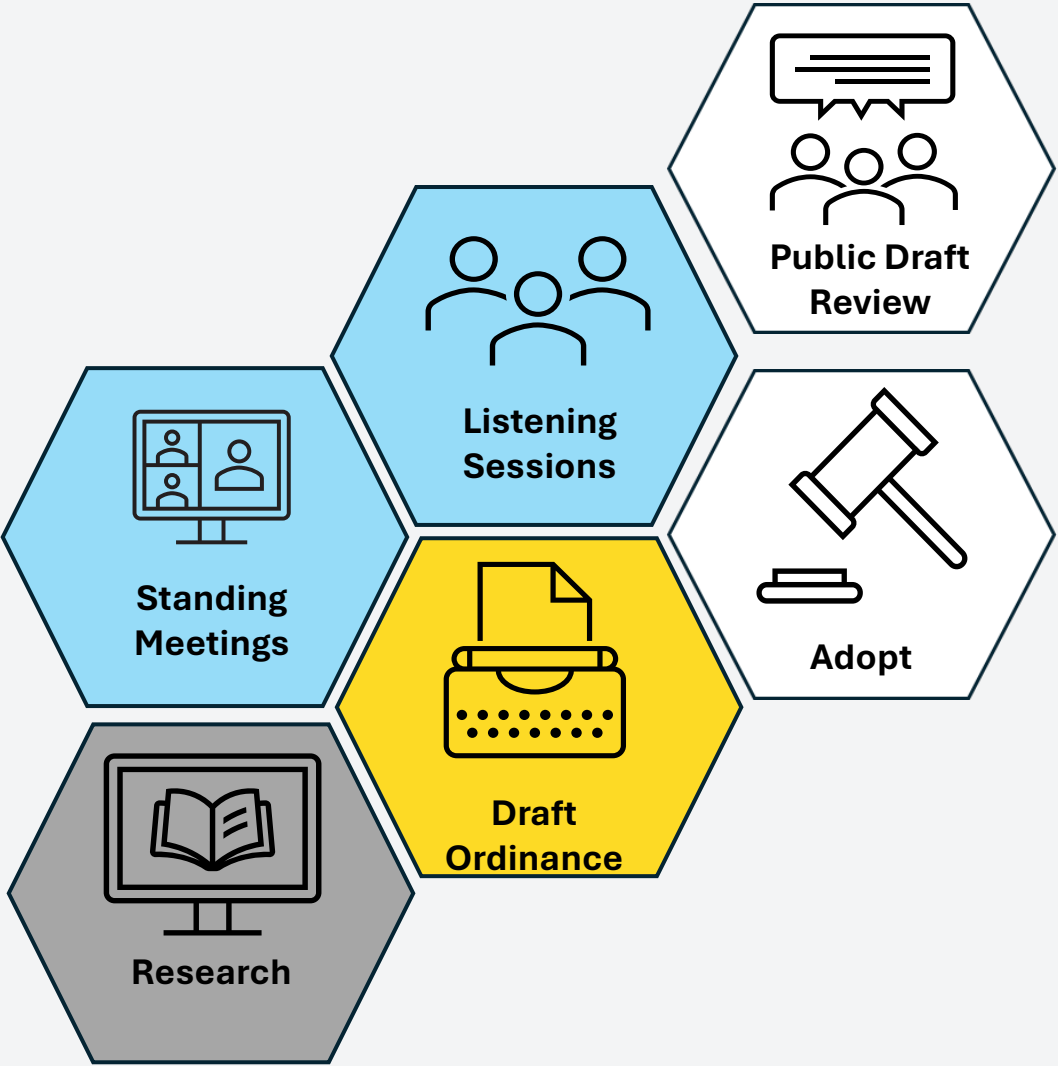 Public Draft
Review
Listening
Sessions
Standing
Meetings
Adopt
Draft
Ordinance
Research